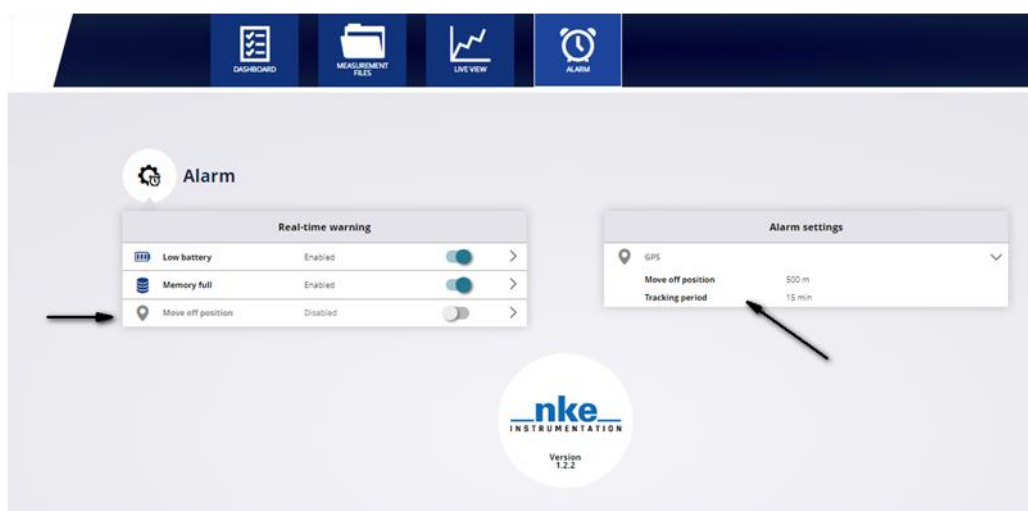 DASHBOARD
MEASUREMENT
FILES
LIVE VIEW
ALARM
Alarm
Real-time warning
Low battery Enabled
Memory full Enabled
Move off position Disabled
Alarm settings
GPS
Move off position 500 m
Tracking period 15 min
nke
INSTRUMENTATION
Version
1.2.2